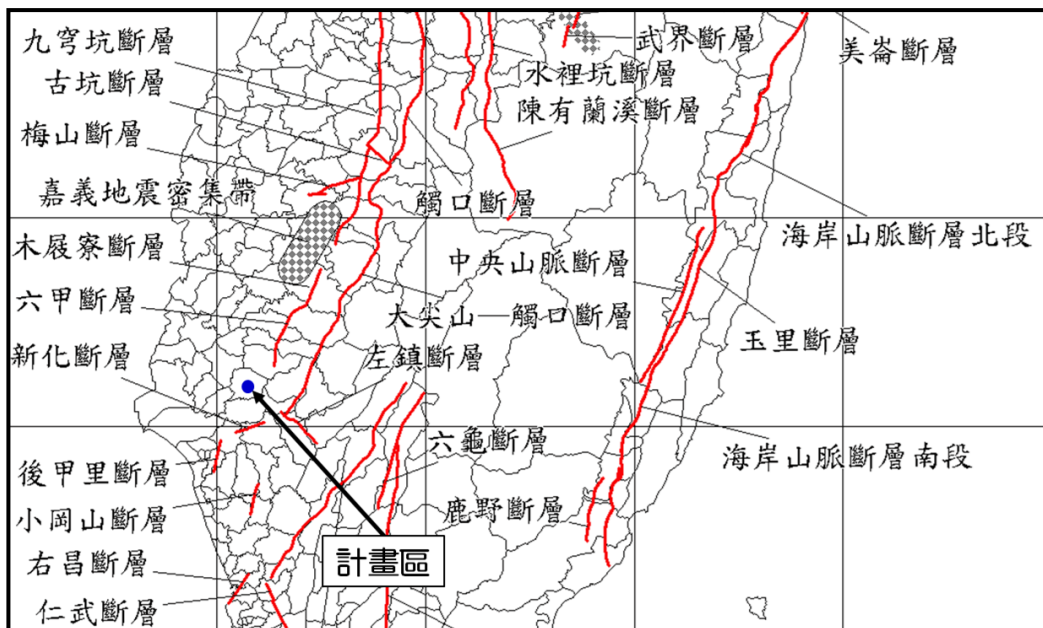 九穹坑斷層
古坑斷層
梅山斷層
嘉義地震密集帶
木屐寮斷層
六甲斷層
新化斷層
後甲里斷層
小岡山斷層
右昌斷層
仁武斷層
武界斷層
水裡坑斷層
陳有蘭溪斷層
觸口斷層
中央山脈斷層
大尖山—觸口斷層
左鎮斷層
六龜斷層
鹿野斷層
計畫區
美崙斷層
海岸山脈斷層北段
玉里斷層
海岸山脈斷層南段